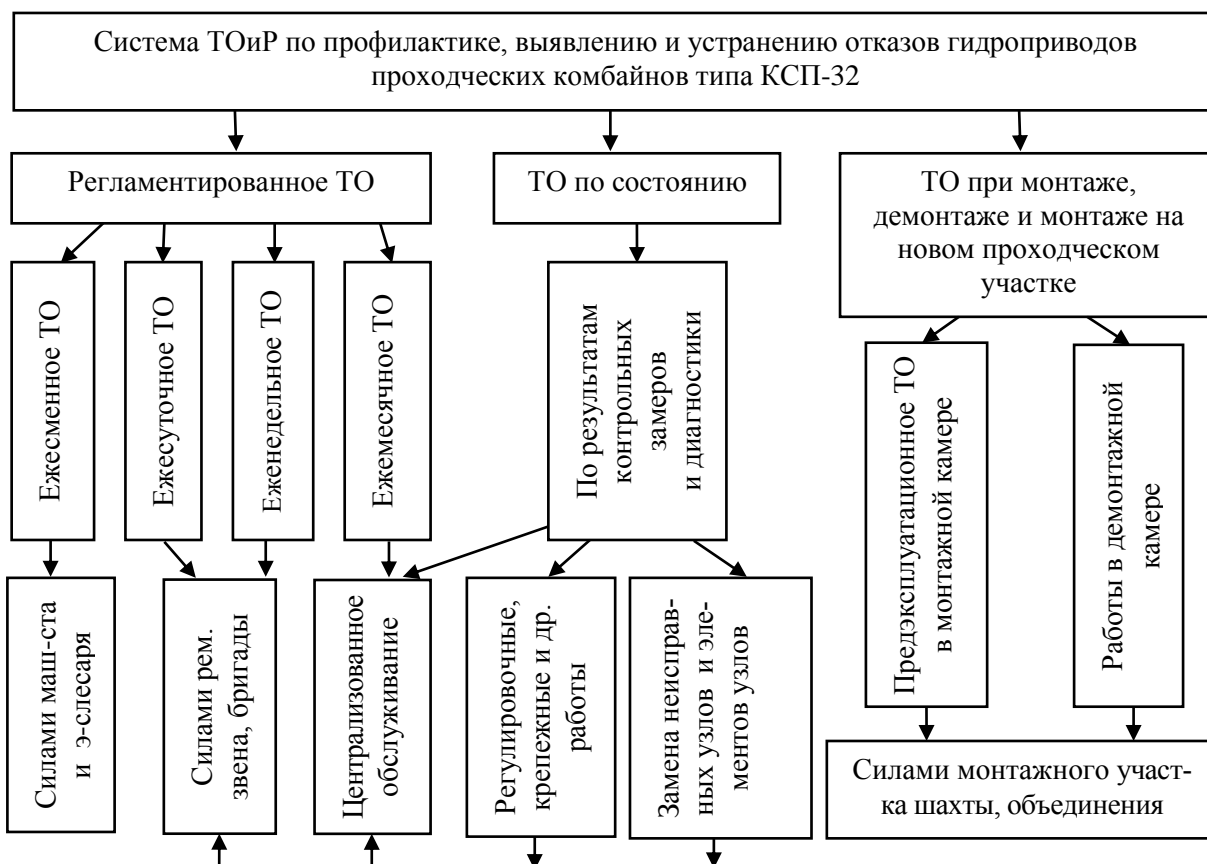 Система ТОиР по профилактике, выявлению и устранению отказов гидроприводов
проходческих комбайнов типа КСП-32
Регламентированное ТО
ТО по состоянию
ТО при монтаже,
демонтаже и монтаже на
новом проходческом
участке
Ежесменное ТО
Ежесуточное ТО
Еженедельное ТО
Ежемесячное ТО
По результатам
контрольных
замеров
и диагностики
Предэксплуатационное ТО
в монтажной камере
Работы в демонтажной
камере
Силами маш-ста
и э-слесаря
Силами рем.
звена, бригады
Централизованное
обслуживание
Регулировочные,
крепежные и др.
работы
Замена неисправ-
ных узлов и эле-
ментов узлов
Силами монтажного участ-
ка шахты, объединения